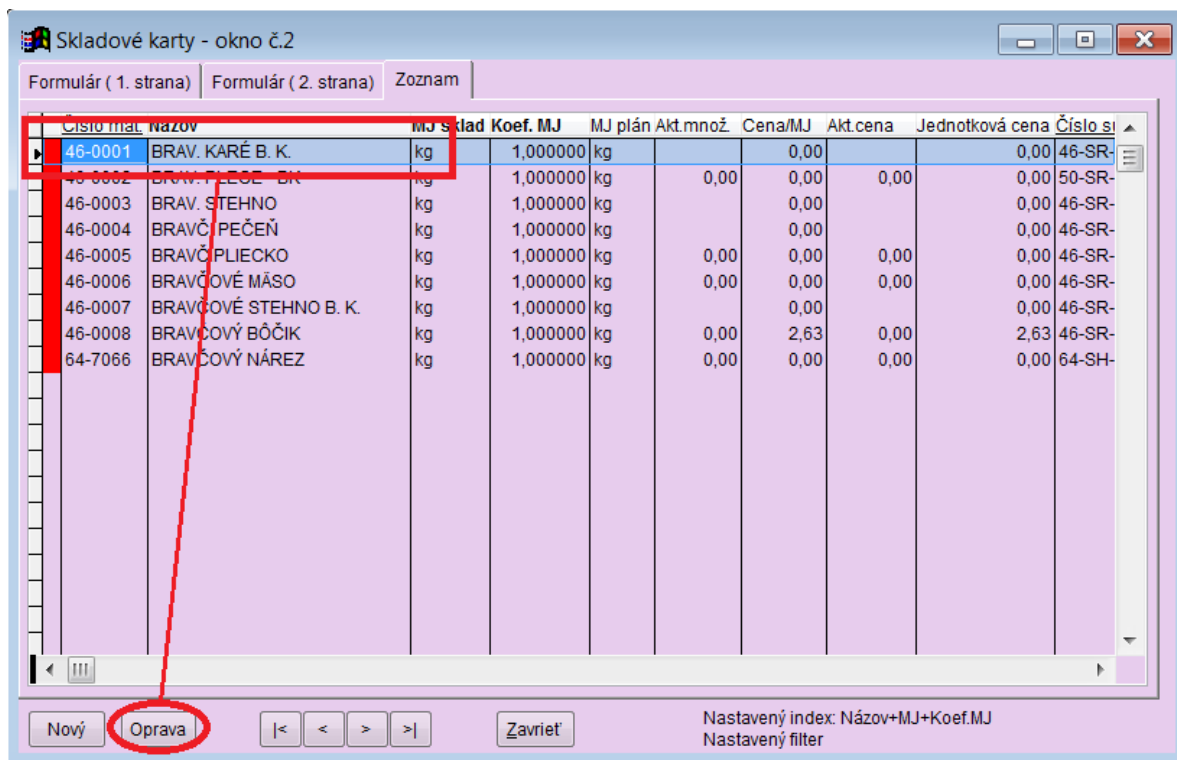 Skladové karty - okno č.2
Formulár ( 1. strana) Formulár ( 2. strana) Zoznam
Číslo mat. Názov MJ sklad Koef. MJ MJ plán Akt.množ. Cena/MJ Akt.cena Jednotková cena Číslo su
46-0001 BRAV. KARÉ B. K. kg 1,000000 kg 0,00 0,00 46-SR-
46-0002 BRAV. PLECE - BK kg 1,000000 kg 0,00 0,00 0,00 0,00 50-SR-
46-0003 BRAV. STEHNO kg 1,000000 kg 0,00 0,00 46-SR-
46-0004 BRAVČ. PEČEŇ kg 1,000000 kg 0,00 0,00 46-SR-
46-0005 BRAVČ.PLIECKO kg 1,000000 kg 0,00 0,00 0,00 0,00 46-SR-
46-0006 BRAVČOVÉ MÄSO kg 1,000000 kg 0,00 0,00 0,00 0,00 46-SR-
46-0007 BRAVČOVÉ STEHNO B. K. kg 1,000000 kg 0,00 0,00 46-SR-
46-0008 BRAVČOVÝ BÔČIK kg 1,000000 kg 0,00 2,63 0,00 2,63 46-SR-
64-7066 BRAVČOVÝ NÁREZ kg 1,000000 kg 0,00 0,00 0,00 0,00 64-SH-
Nový Oprava |< < > >| Zavrieť Nastavený index: Názov+MJ+Koef.MJ
Nastavený filter